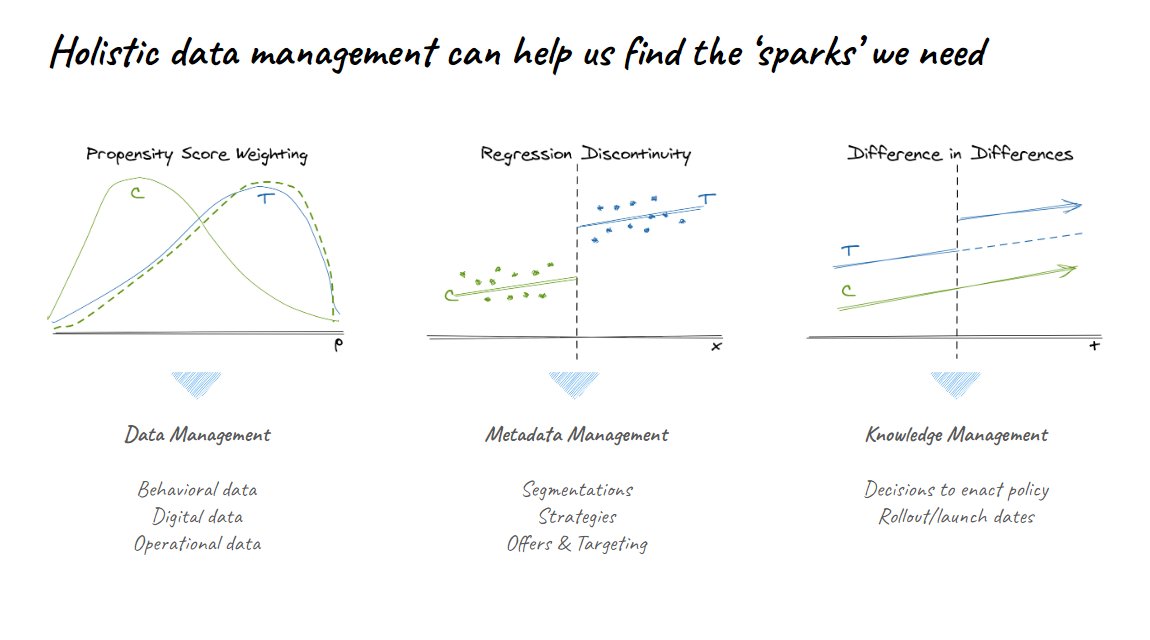 Holistic data management can help us find the ‘sparks’ we need
Propensity Score Weighting
C
T
p
Data Management
Behavioral data
Digital data
Operational data
Regression Discontinuity
T
C
x
Metadata Management
Segmentations
Strategies
Offers & Targeting
Difference in Differences
T
C
t
Knowledge Management
Decisions to enact policy
Rollout/launch dates